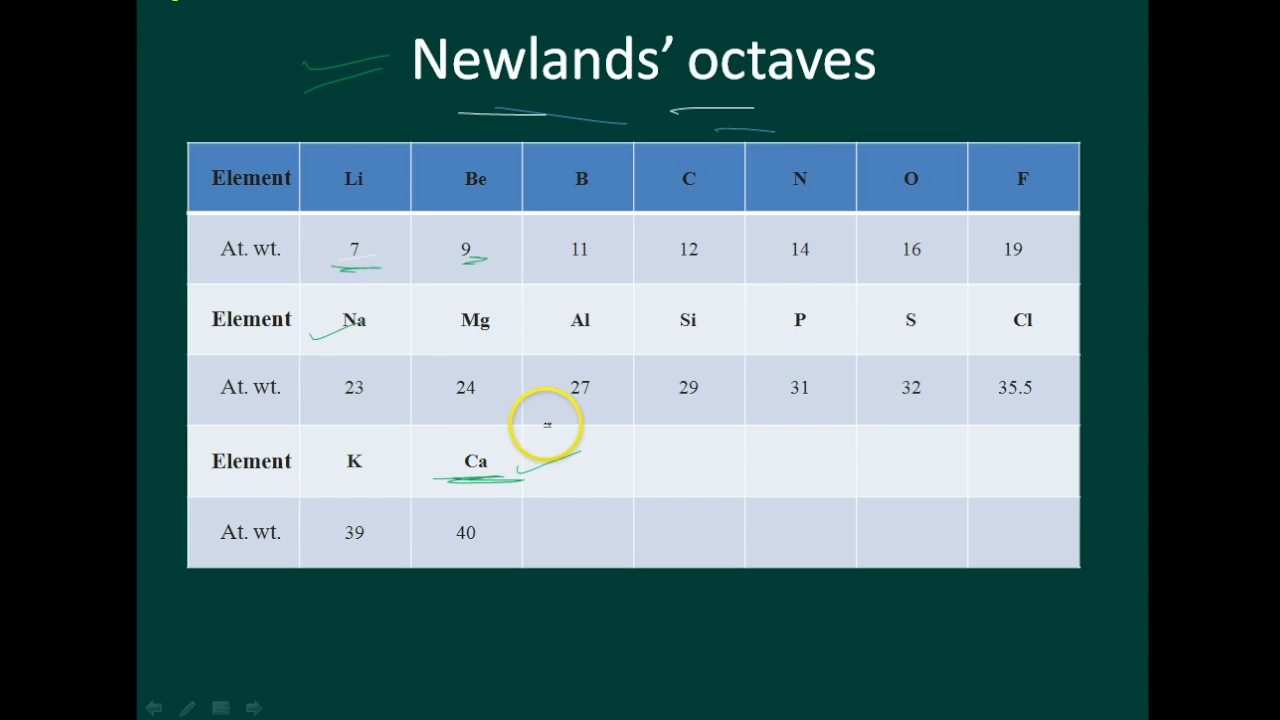 Newlands’ octaves
Element Li Be B C N O F
At. wt. 7 9 11 12 14 16 19
Element Na Mg Al Si P S Cl
At. wt. 23 24 27 29 31 32 35.5
Element K Ca
At. wt. 39 40